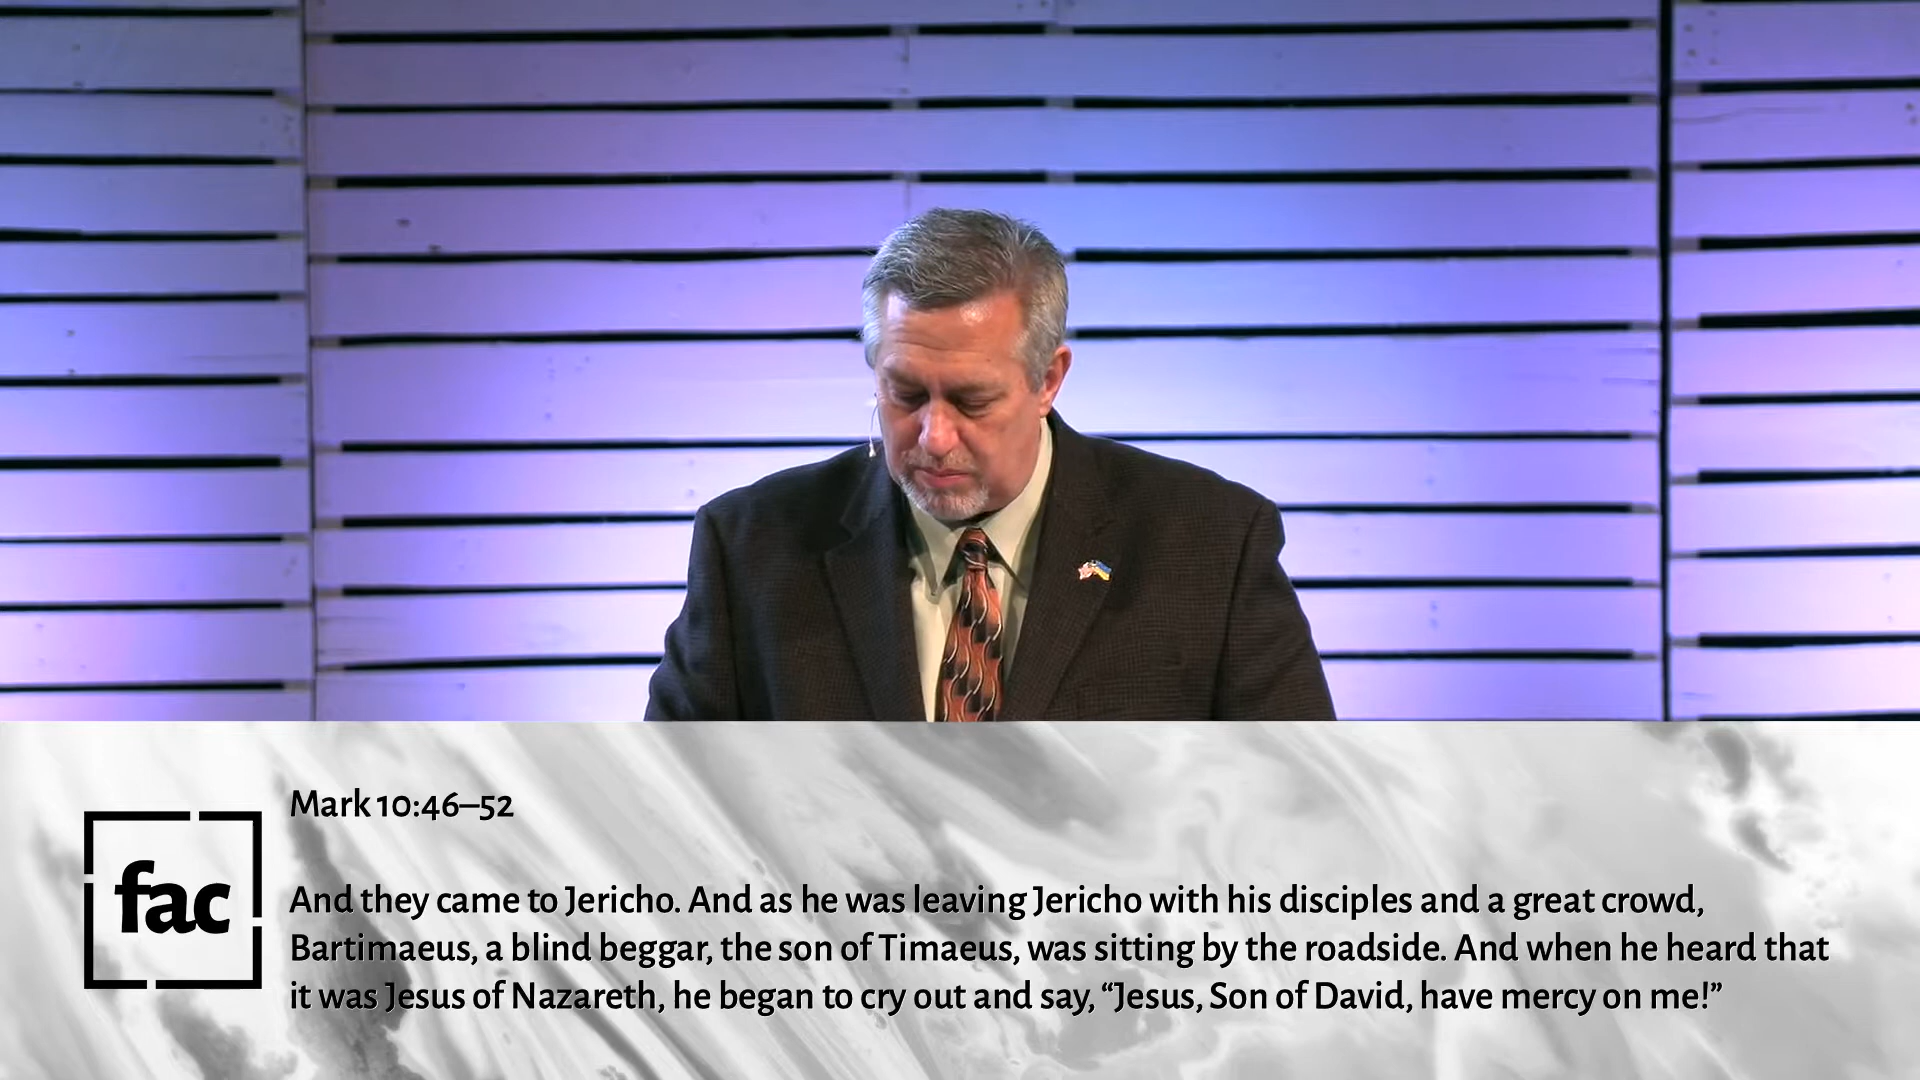 Mark 10:46–52
fac
And they came to Jericho. And as he was leaving Jericho with his disciples and a great crowd,
Bartimaeus, a blind beggar, the son of Timaeus, was sitting by the roadside. And when he heard that
it was Jesus of Nazareth, he began to cry out and say, “Jesus, Son of David, have mercy on me!”